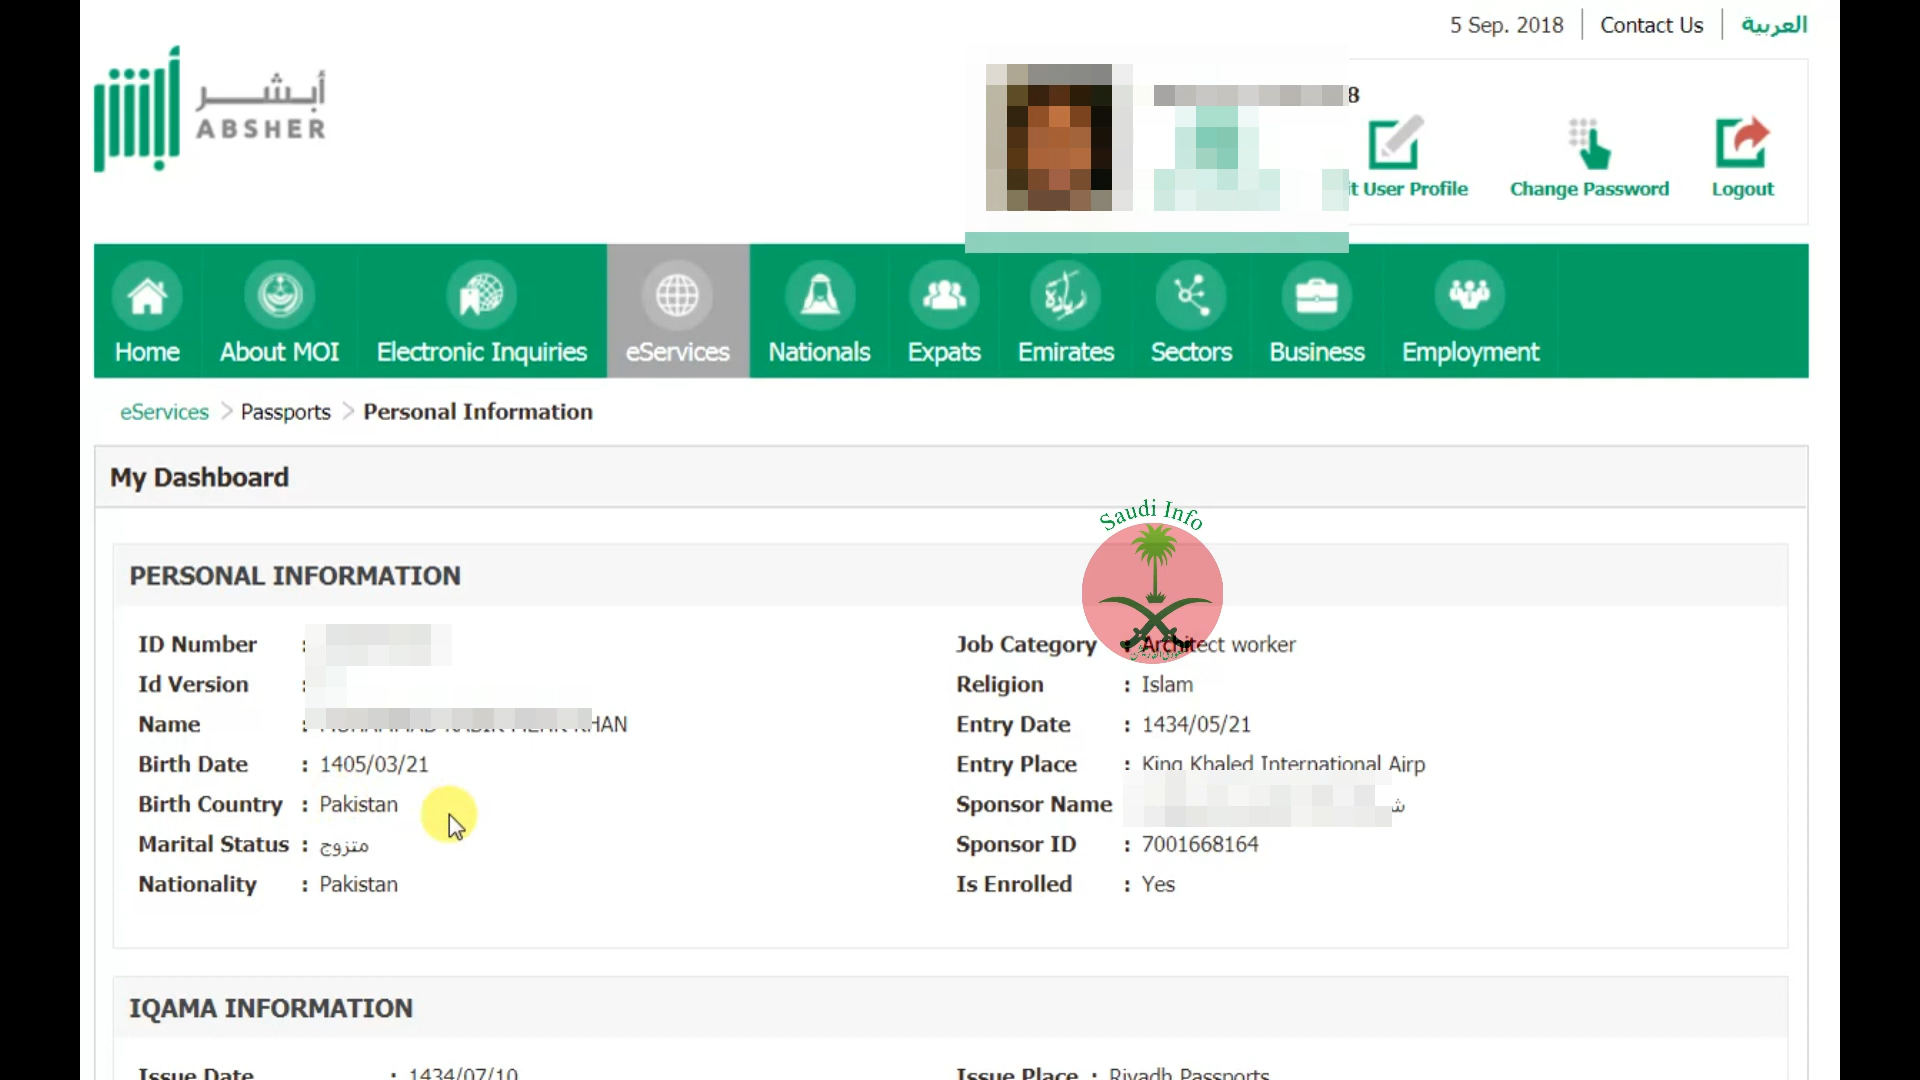 5 Sep. 2018 Contact Us العربية
أبشر
أبشر
ABSHER
8
t User Profile Change Password Logout
Home About MOI Electronic Inquiries eServices Nationals Expats Emirates Sectors Business Employment
eServices > Passports > Personal Information
My Dashboard
Saudi Info
PERSONAL INFORMATION
ID Number :
Job Category : Architect worker
Id Version :
Religion : Islam
Name : HAN
Entry Date : 1434/05/21
Birth Date : 1405/03/21
Entry Place : King Khaled International Airp
Birth Country : Pakistan
Sponsor Name
Marital Status : متزوج
Sponsor ID : 7001668164
Nationality : Pakistan
Is Enrolled : Yes
IQAMA INFORMATION
Issue Date : 1434/07/10
Issue Place : Riyadh Passports